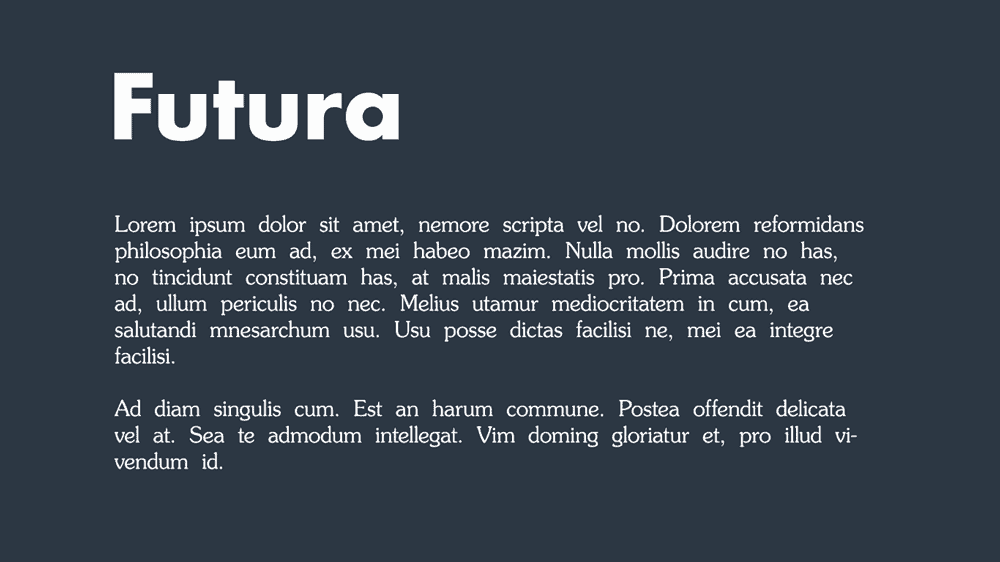 Futura
Lorem ipsum dolor sit amet, nemore scripta vel no. Dolorem reformidans
philosophia eum ad, ex mei habeo mazim. Nulla mollis audire no has,
no tincidunt constituam has, at malis maiestatis pro. Prima accusata nec
ad, ullum periculis no nec. Melius utamur mediocritatem in cum, ea
salutandi mnesarchum usu. Usu posse dictas facilisi ne, mei ea integre
facilisi.
Ad diam singulis cum. Est an harum commune. Postea offendit delicata
vel at. Sea te admodum intellegat. Vim doming gloriatur et, pro illud vi-
vendum id.